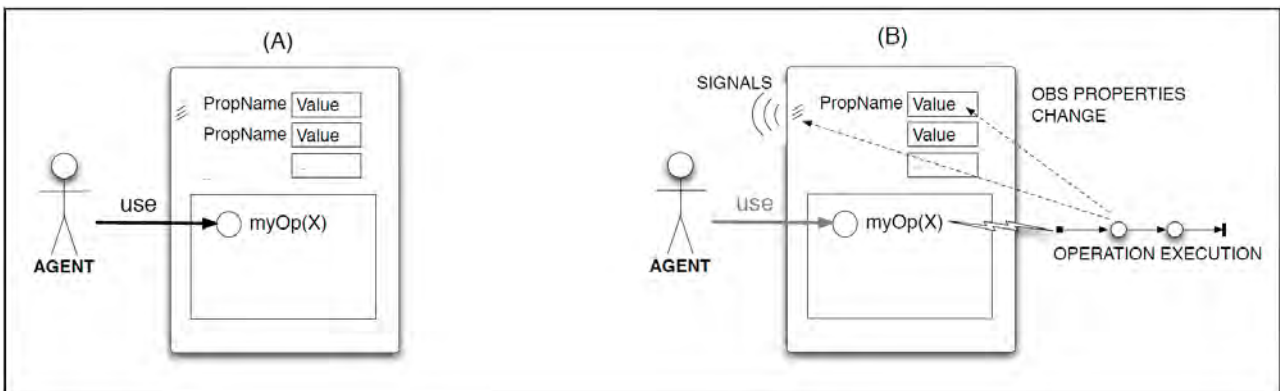 (A)
PropName Value
PropName Value
use
myOp(X)
AGENT
(B)
SIGNALS
PropName Value
Value
OBS PROPERTIES
CHANGE
use
myOp(X)
AGENT
OPERATION EXECUTION